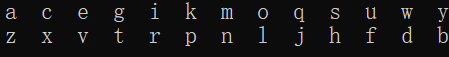 a c e g i k m o q s u w y
z x v t r p n l j h f d b